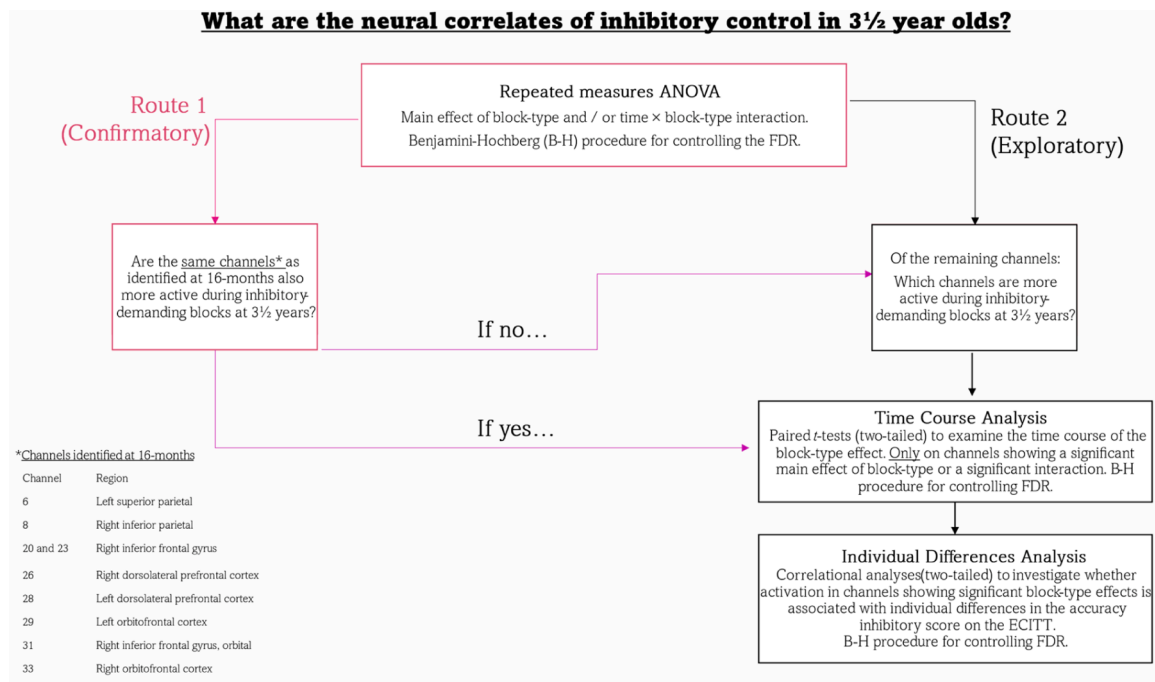 What are the neural correlates of inhibitory control in 3½ year olds?
Route 1
(Confirmatory)
Repeated measures ANOVA
Main effect of block-type and / or time × block-type interaction.
Benjamini-Hochberg (B-H) procedure for controlling the FDR.
Route 2
(Exploratory)
Are the same channels* as
identified at 16-months also
more active during inhibitory-
demanding blocks at 3½ years?
Of the remaining channels:
Which channels are more
active during inhibitory-
demanding blocks at 3½ years?
If no...
If yes...
Time Course Analysis
Paired t-tests (two-tailed) to examine the time course of the
block-type effect. Only on channels showing a significant
main effect of block-type or a significant interaction. B-H
procedure for controlling FDR.
Individual Differences Analysis
Correlational analyses(two-tailed) to investigate whether
activation in channels showing significant block-type effects is
associated with individual differences in the accuracy
inhibitory score on the ECITT.
B-H procedure for controlling FDR.
*Channels identified at 16-months
Channel Region
6 Left superior parietal
8 Right inferior parietal
20 and 23 Right inferior frontal gyrus
26 Right dorsolateral prefrontal cortex
28 Left dorsolateral prefrontal cortex
29 Left orbitofrontal cortex
31 Right inferior frontal gyrus, orbital
33 Right orbitofrontal cortex